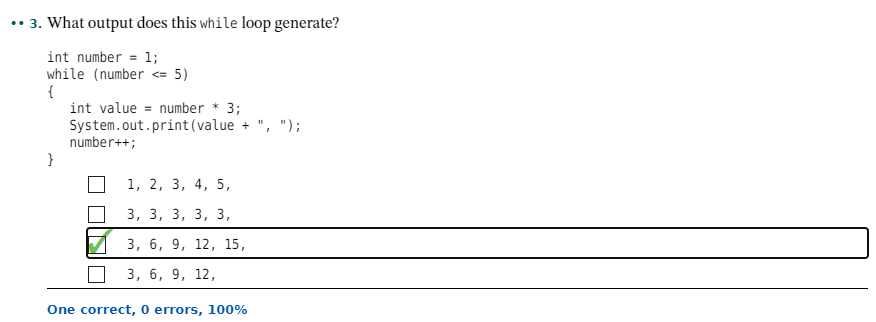 •• 3. What output does this while loop generate?
int number = 1;
while (number <= 5)
{
   int value = number * 3;
   System.out.print(value + ", ");
   number++;
}
1, 2, 3, 4, 5,
3, 3, 3, 3, 3,
3, 6, 9, 12, 15,
3, 6, 9, 12,
One correct, 0 errors, 100%